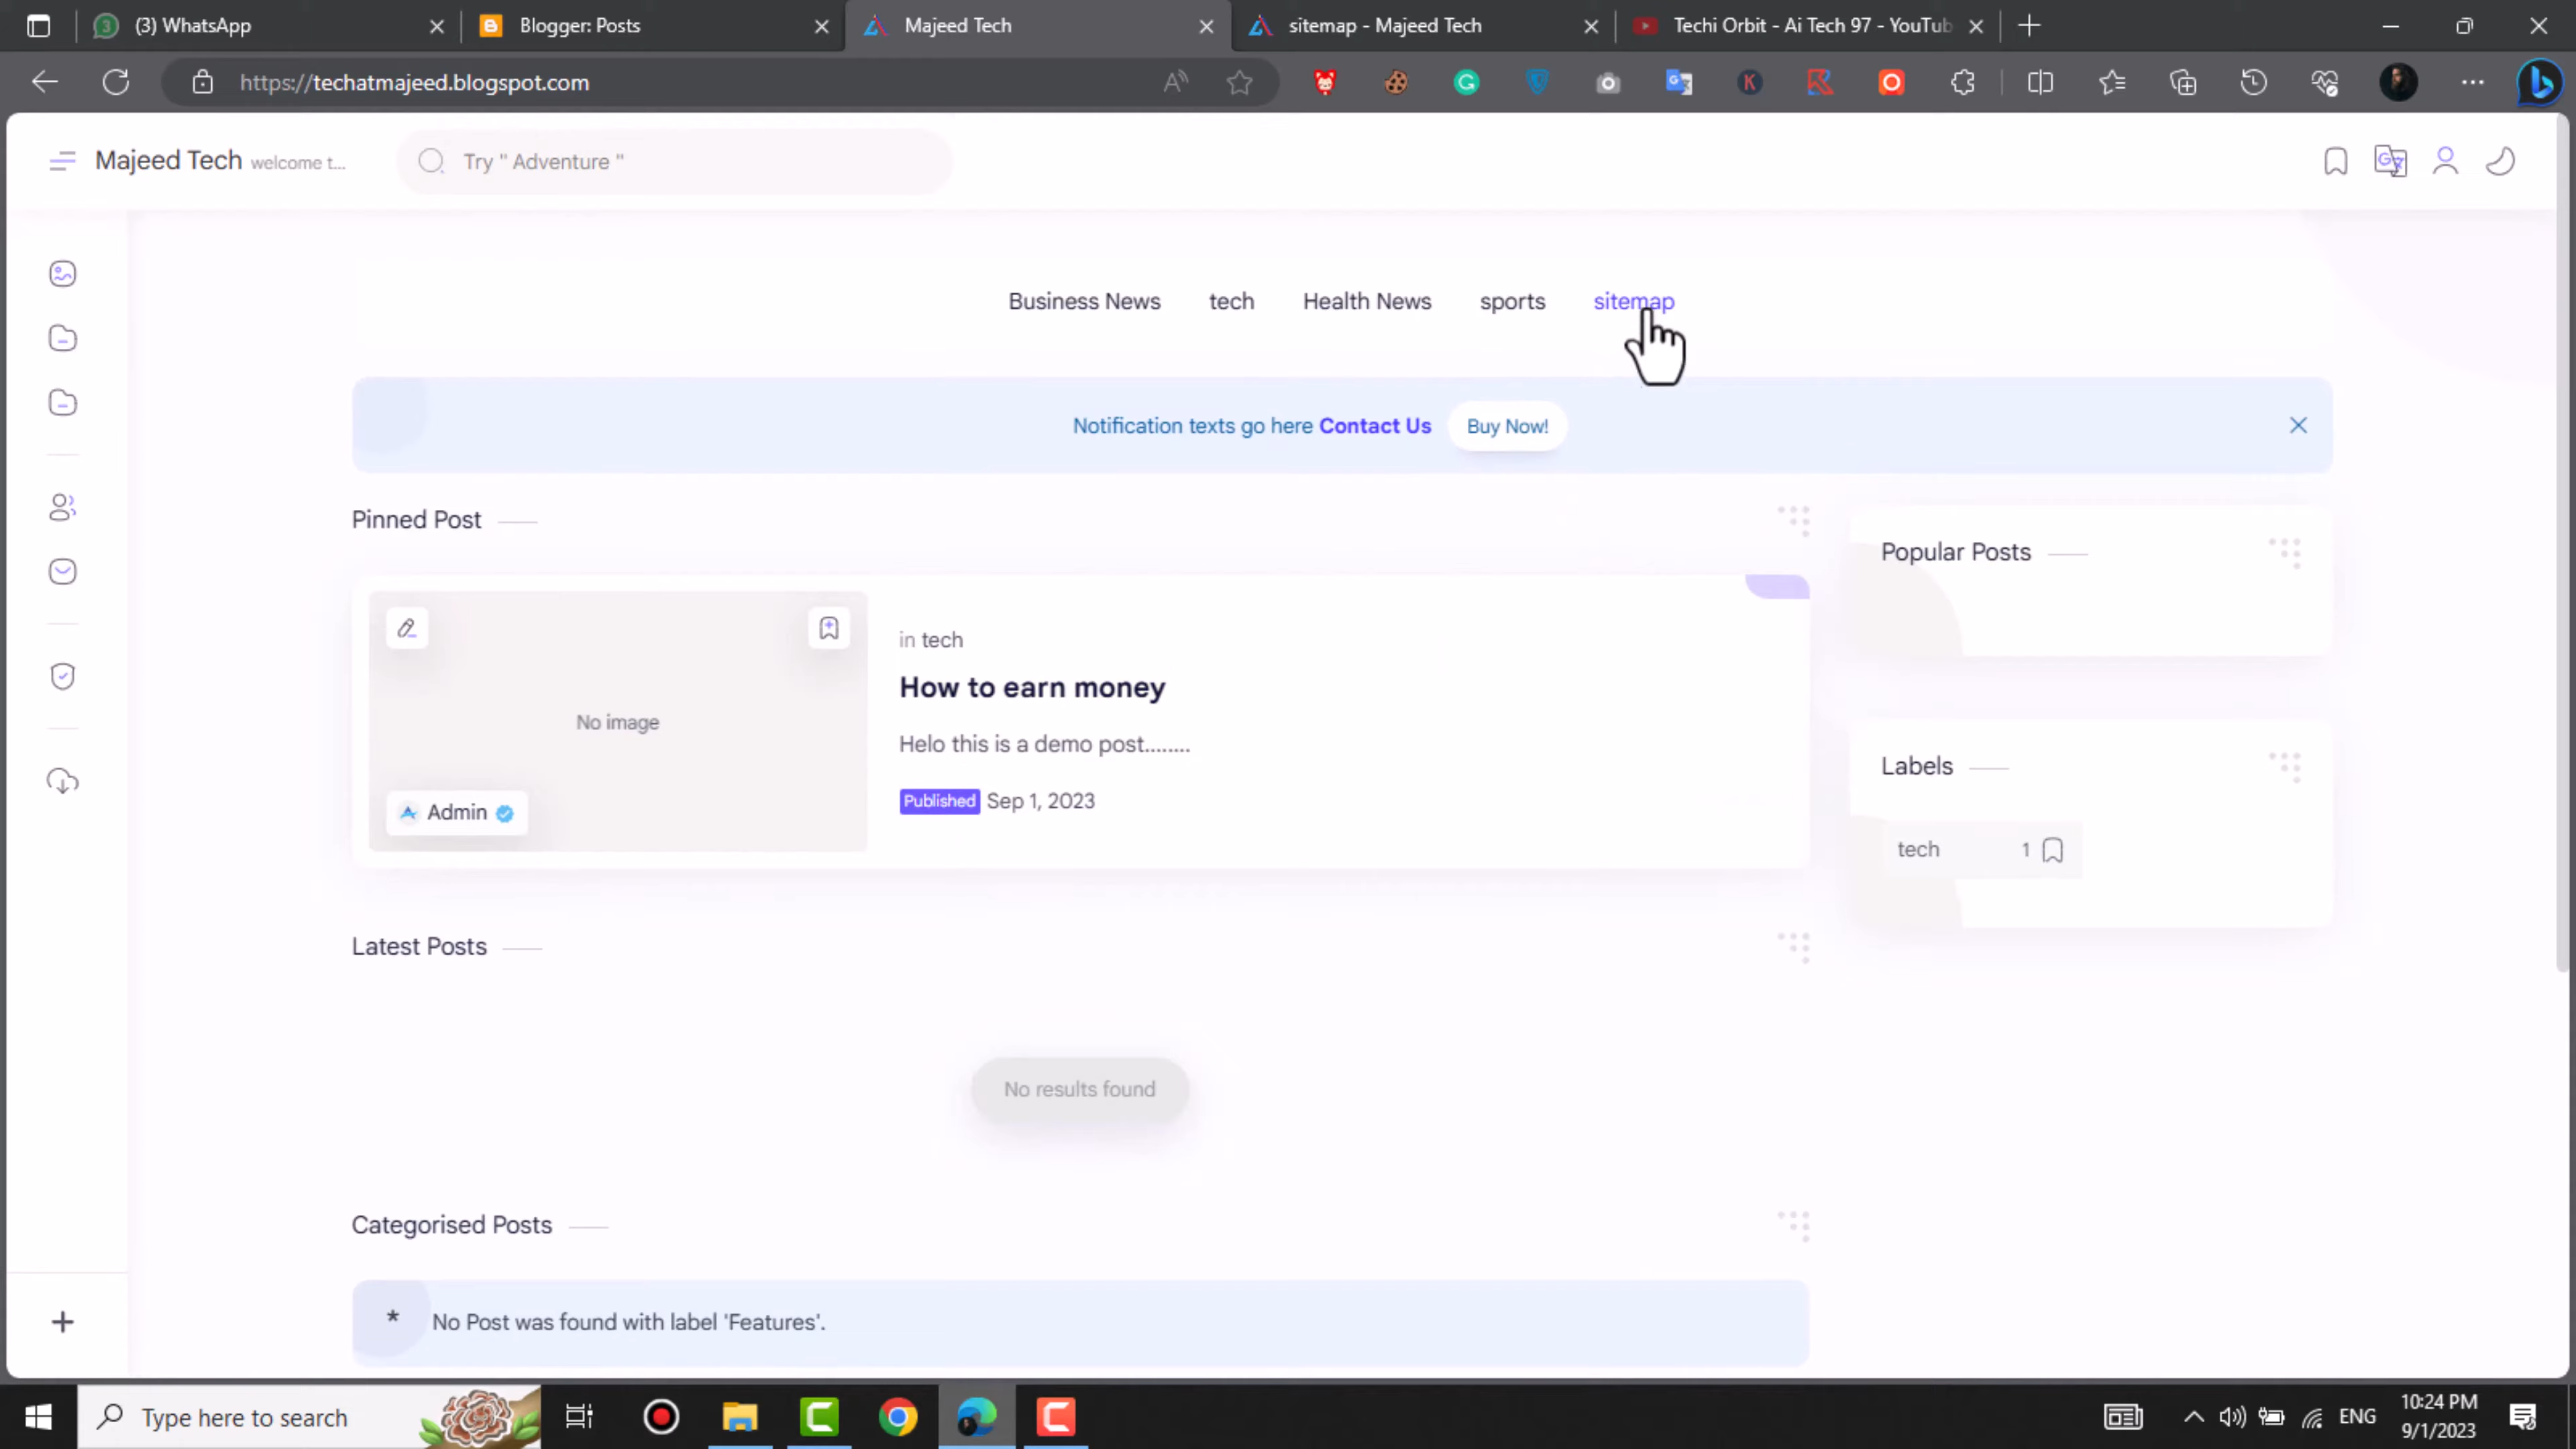 3 (3) WhatsApp
Blogger: Posts
Majeed Tech
sitemap - Majeed Tech
Techi Orbit - Ai Tech 97 - YouTub
https://techatmajeed.blogspot.com
Majeed Tech welcome t...
Try " Adventure "
Business News tech Health News sports sitemap
Notification texts go here Contact Us Buy Now!
Pinned Post
Popular Posts
in tech
How to earn money
No image
Helo this is a demo post........
Published Sep 1, 2023
Admin
Labels
tech 1
Latest Posts
No results found
Categorised Posts
* No Post was found with label 'Features'.
Type here to search
ENG
10:24 PM
9/1/2023